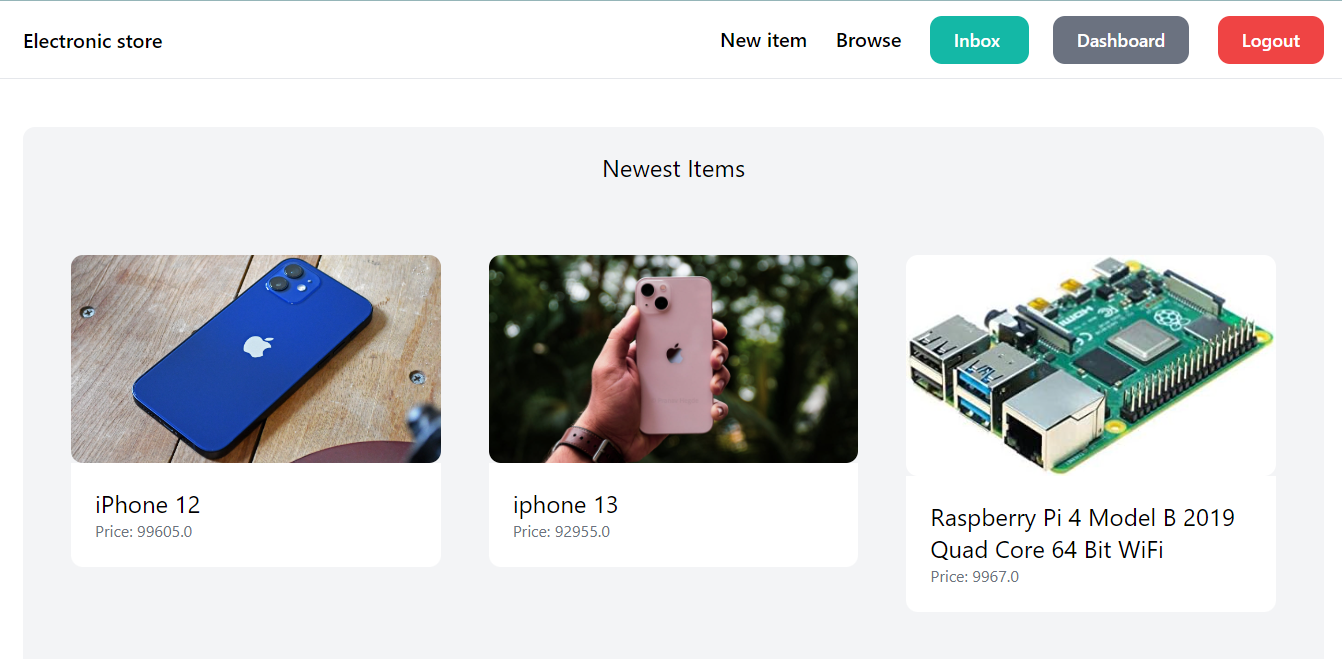 Electronic store
New item
Browse
Inbox
Dashboard
Logout
Newest Items
HDMI
iPhone 12
Price: 99605.0
iphone 13
Price: 92955.0
Raspberry Pi 4 Model B 2019
Quad Core 64 Bit WiFi
Price: 9967.0